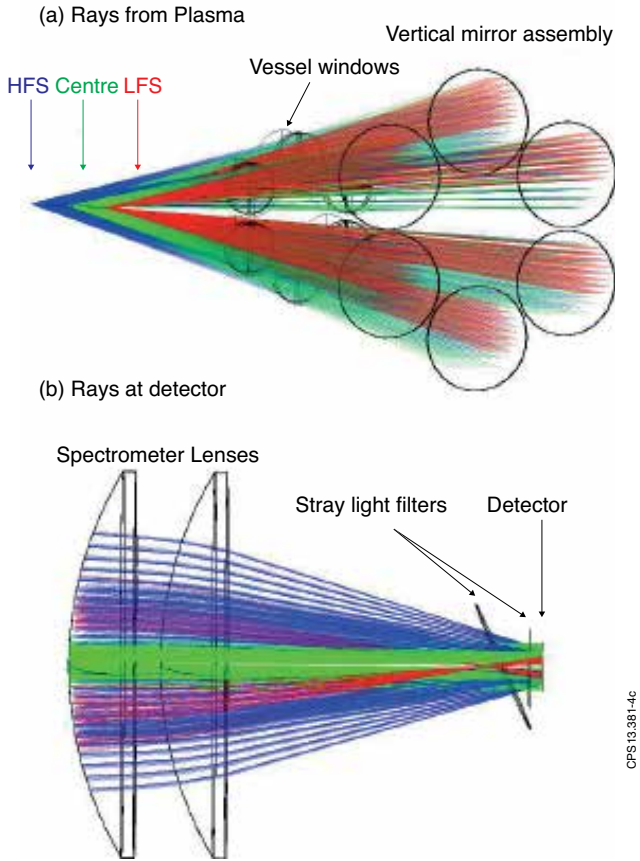 (a) Rays from Plasma
Vertical mirror assembly
Vessel windows
HFS Centre LFS
(b) Rays at detector
Spectrometer Lenses
Stray light filters
Detector
CPS13.381-4c